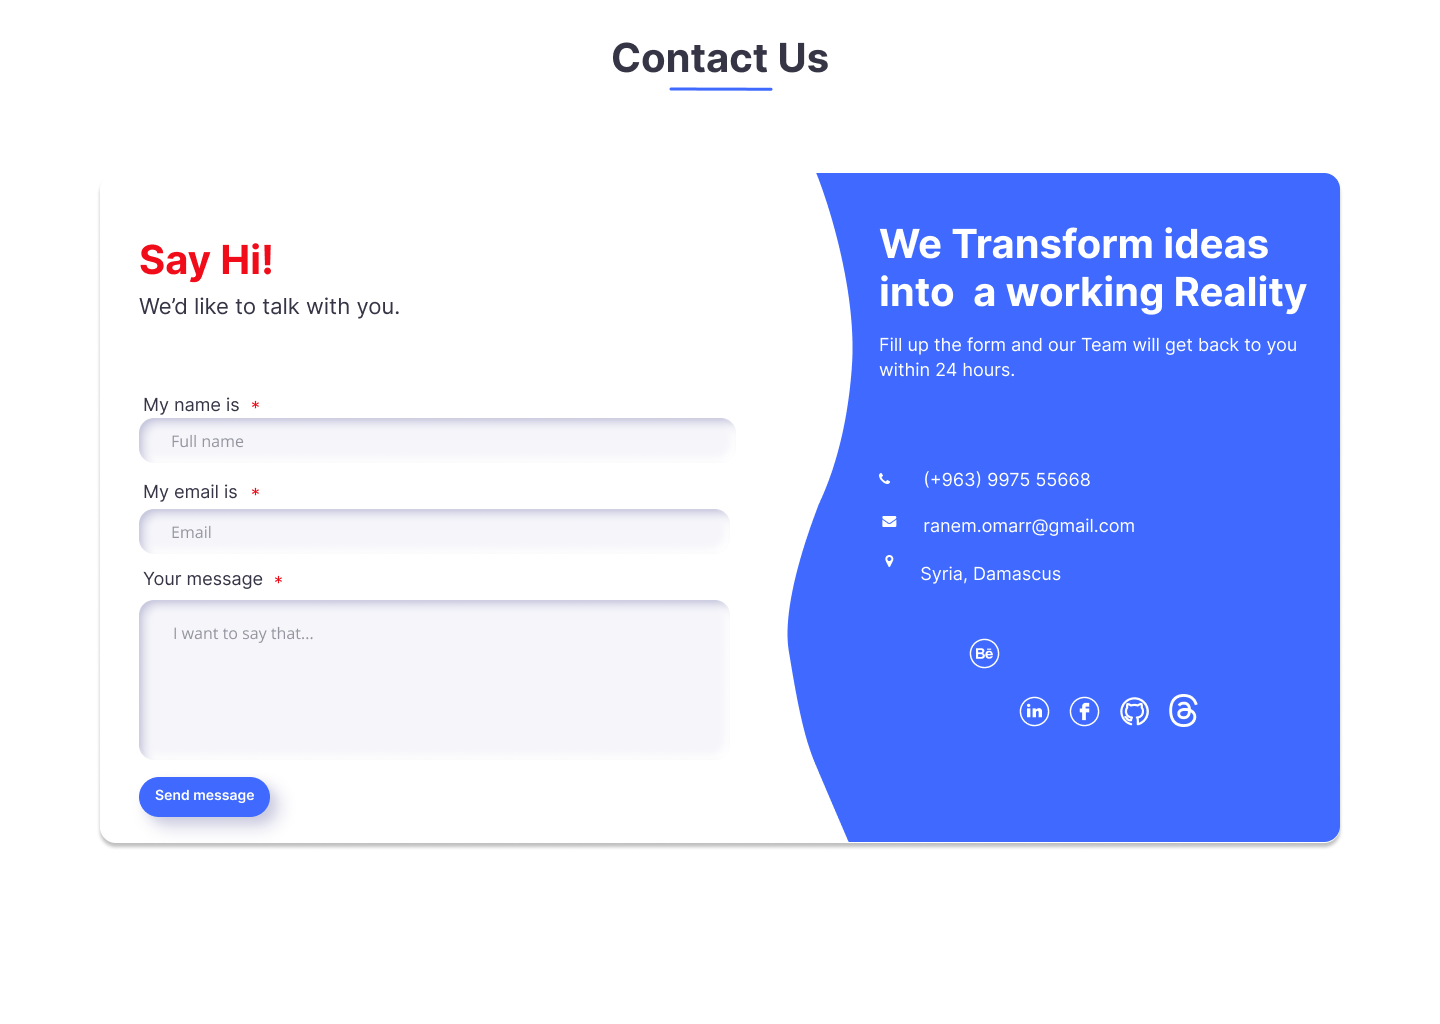 Contact Us
Say Hi!
We’d like to talk with you.
My name is *
Full name
My email is *
Email
Your message *
I want to say that...
Send message
We Transform ideas
into  a working Reality
Fill up the form and our Team will get back to you
within 24 hours.
(+963) 9975 55668
ranem.omarr@gmail.com
Syria, Damascus
Bē
in f